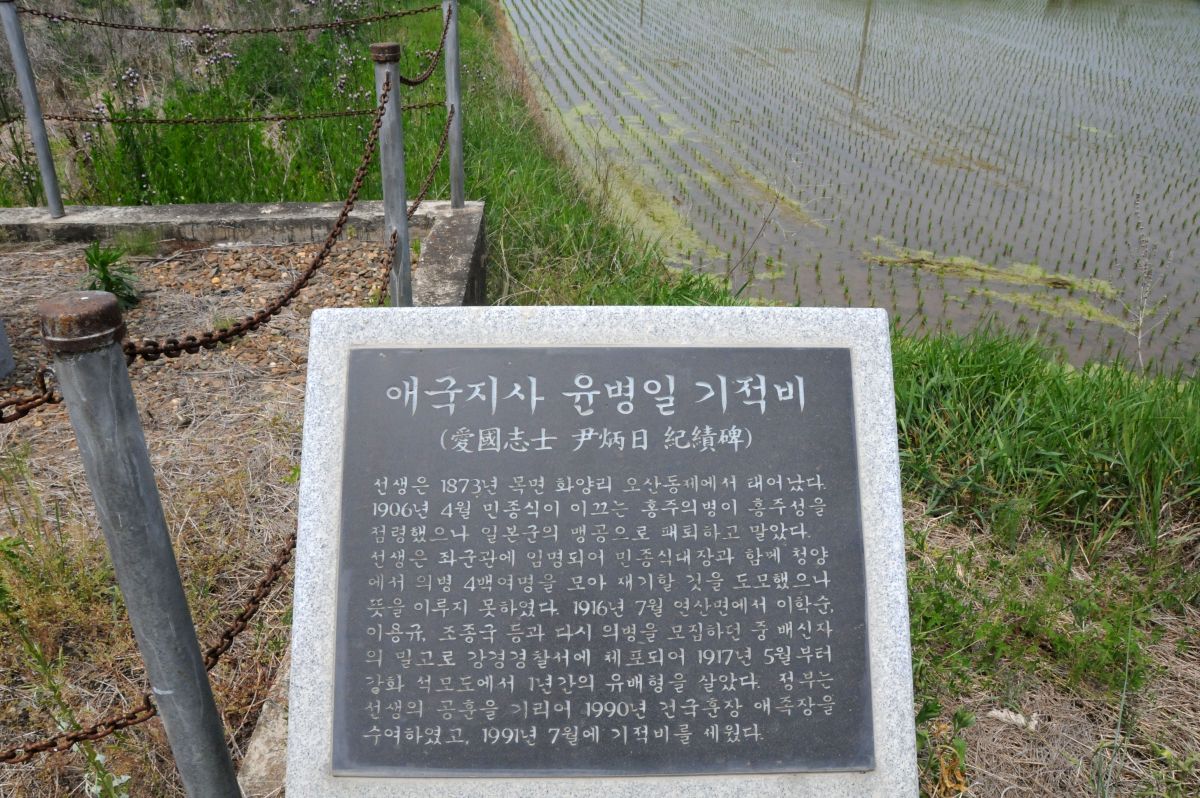 애국지사 윤병일 기적비
(愛國志士 尹炳日 紀績碑)
선생은 1873년 목면 화양리 오산동제에서 태어났다.
1906년 4월 민종식이 이끄는 홍주의병이 홍주성을
점령했으나 일본군의 맹공으로 패퇴하고 말았다.
선생은 좌군관에 임명되어 민종식대장과 함께 청양
에서 의병 4백여명을 모아 재기할 것을 도모했으나
뜻을 이루지 못하였다. 1916년 7월 연산면에서 이학순,
이용규, 조종국 등과 다시 의병을 모집하던 중 배신자
의 밀고로 강경경찰서에 체포되어 1917년 5월부터
강화 석모도에서 1년간의 유배형을 살았다. 정부는
선생의 공훈을 기리어 1990년 건국훈장 애족장을
수여하였고, 1991년 7월에 기적비를 세웠다.